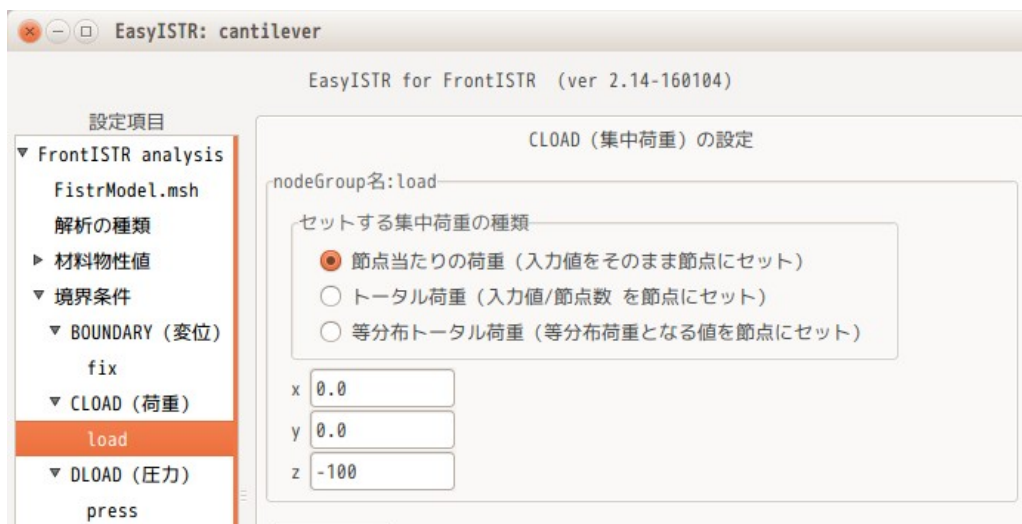 EasyISTR: cantilever
EasyISTR for FrontISTR (ver 2.14-160104)
設定項目
FrontISTR analysis
FistrModel.msh
解析の種類
材料物性値
境界条件
BOUNDARY (変位)
fix
CLOAD (荷重)
load
DLOAD (圧力)
press
CLOAD (集中荷重) の設定
nodeGroup名:load
セットする集中荷重の種類
節点当たりの荷重 (入力値をそのまま節点にセット)
トータル荷重 (入力値/節点数 を節点にセット)
等分布トータル荷重 (等分布荷重となる値を節点にセット)
x 0.0
y 0.0
z -100